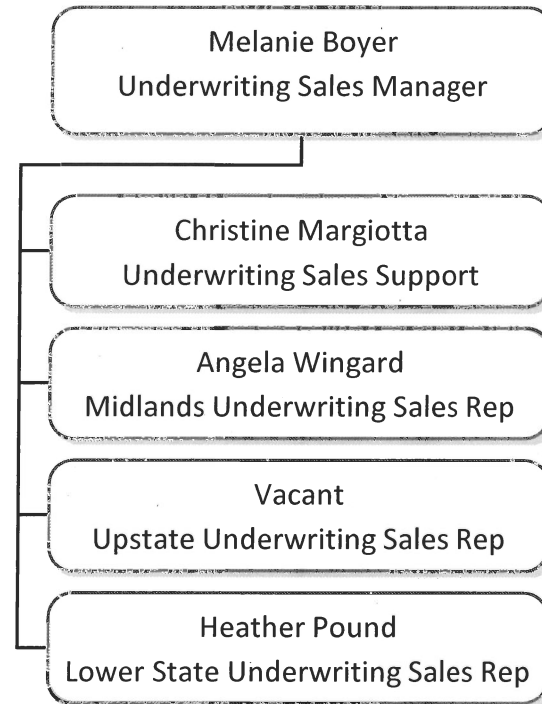 Melanie Boyer
Underwriting Sales Manager
Christine Margiotta
Underwriting Sales Support
Angela Wingard
Midlands Underwriting Sales Rep
Vacant
Upstate Underwriting Sales Rep
Heather Pound
Lower State Underwriting Sales Rep